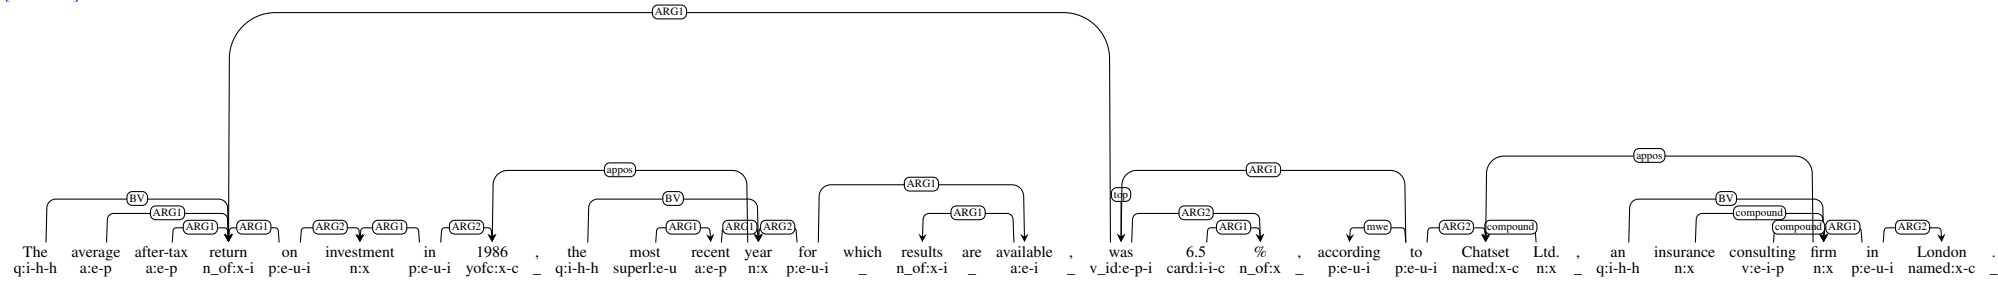 ARG1
appos
appos
ARG1
ARG1
top
BV
BV
BV
ARG1
ARG2
compound
ARG1
ARG1
ARG2
ARG1
ARG2
ARG1
ARG1
ARG2
ARG1
ARG1
mwe
ARG2
compound
compound
ARG1
ARG2
The average after-tax return on investment in 1986 , the most recent year for which results are available , was 6.5 % , according to Chatset Ltd. , an insurance consulting firm in London .
q:i-h-h a:e-p a:e-p n_of:x-i p:e-u-i n:x p:e-u-i yofc:x-c _ q:i-h-h superl:e-u a:e-p n:x p:e-u-i _ n_of:x-i _ a:e-i _ v_id:e-p-i card:i-i-c n_of:x _ p:e-u-i p:e-u-i named:x-c n:x _ q:i-h-h n:x v:e-i-p n:x p:e-u-i named:x-c _